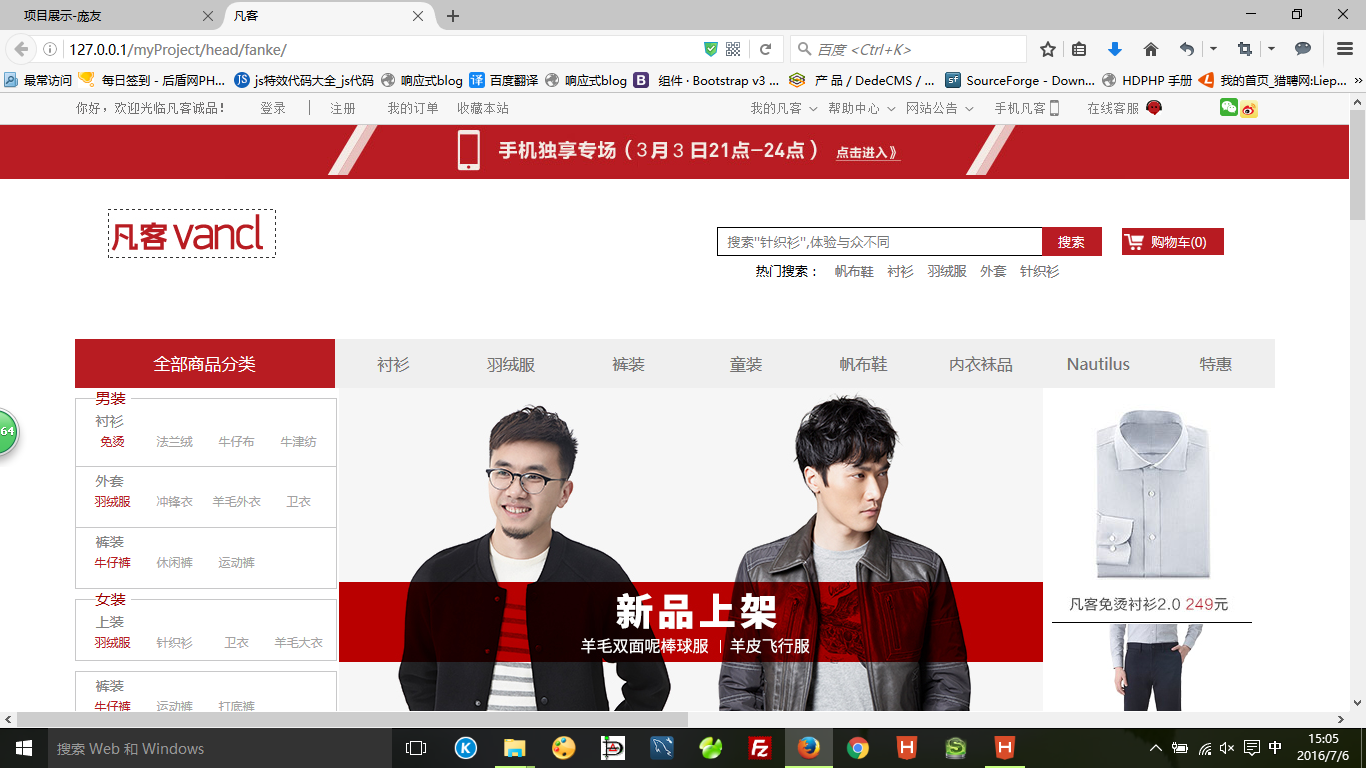 项目展示-庞友
凡客
127.0.0.1/myProject/head/fanke/
百度 <Ctrl+K>
最常访问 每日签到 - 后盾网PH... js特效代码大全_js代码 响应式blog 百度翻译 响应式blog 组件 · Bootstrap v3 ... 产 品 / DedeCMS / ... SourceForge - Down... HDPHP 手册 我的首页_猎聘网:Liep... »
你好，欢迎光临凡客诚品！ 登录 | 注册 我的订单 收藏本站 我的凡客 帮助中心 网站公告 手机凡客 在线客服
手机独享专场（3月3日21点-24点） 点击进入》
凡客 vancl
搜索"针织衫",体验与众不同 搜索 购物车(0)
热门搜索： 帆布鞋 衬衫 羽绒服 外套 针织衫
全部商品分类 衬衫 羽绒服 裤装 童装 帆布鞋 内衣袜品 Nautilus 特惠
男装
衬衫
免烫 法兰绒 牛仔布 牛津纺
外套
羽绒服 冲锋衣 羊毛外衣 卫衣
裤装
牛仔裤 休闲裤 运动裤
女装
上装
羽绒服 针织衫 卫衣 羊毛大衣
裤装
牛仔裤 运动裤 打底裤
64
新品上架
羊毛双面呢棒球服 | 羊皮飞行服
凡客免烫衬衫2.0 249元
搜索 Web 和 Windows
中
15:05
2016/7/6